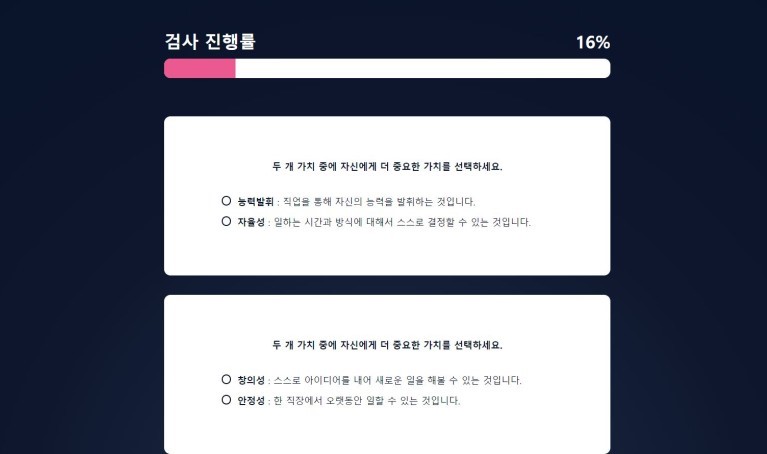 검사 진행률
16%
두 개 가치 중에 자신에게 더 중요한 가치를 선택하세요.
능력발휘 : 직업을 통해 자신의 능력을 발휘하는 것입니다.
자율성 : 일하는 시간과 방식에 대해서 스스로 결정할 수 있는 것입니다.
두 개 가치 중에 자신에게 더 중요한 가치를 선택하세요.
창의성 : 스스로 아이디어를 내어 새로운 일을 해볼 수 있는 것입니다.
안정성 : 한 직장에서 오랫동안 일할 수 있는 것입니다.